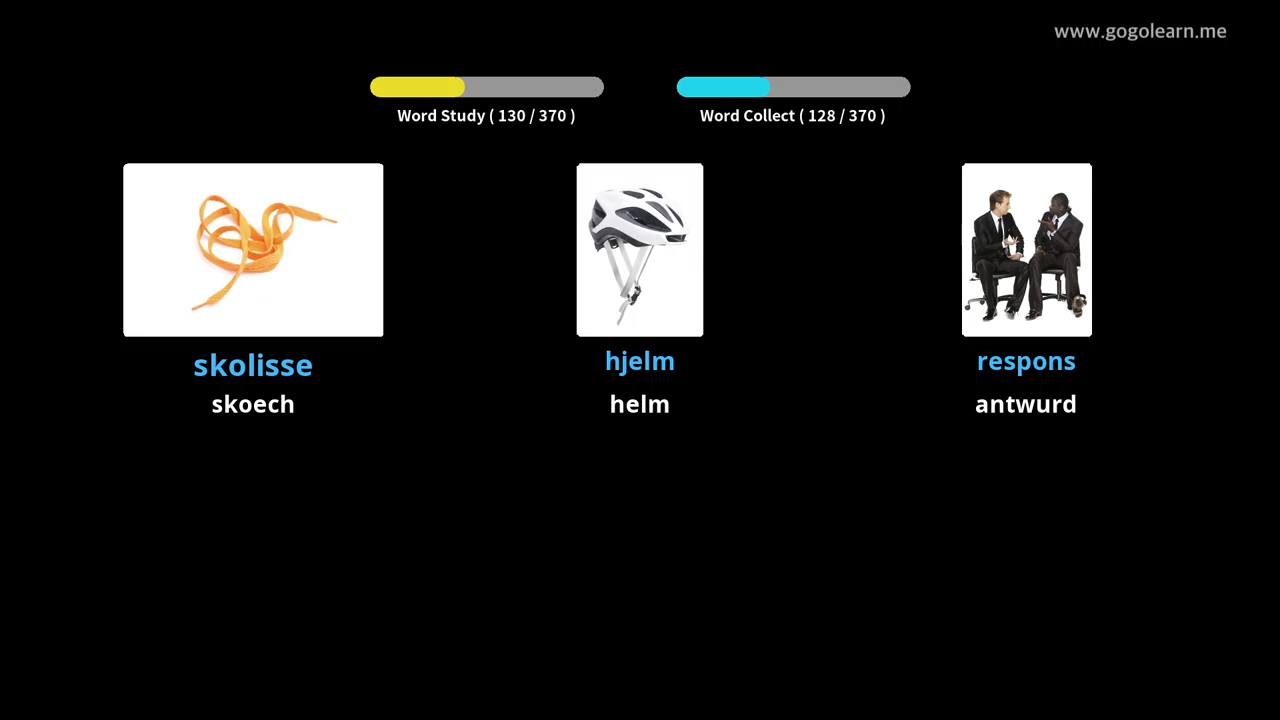 www.gogolearn.me
Word Study ( 130 / 370 )
Word Collect ( 128 / 370 )
skolisse
hjelm
respons
skoech
helm
antwurd